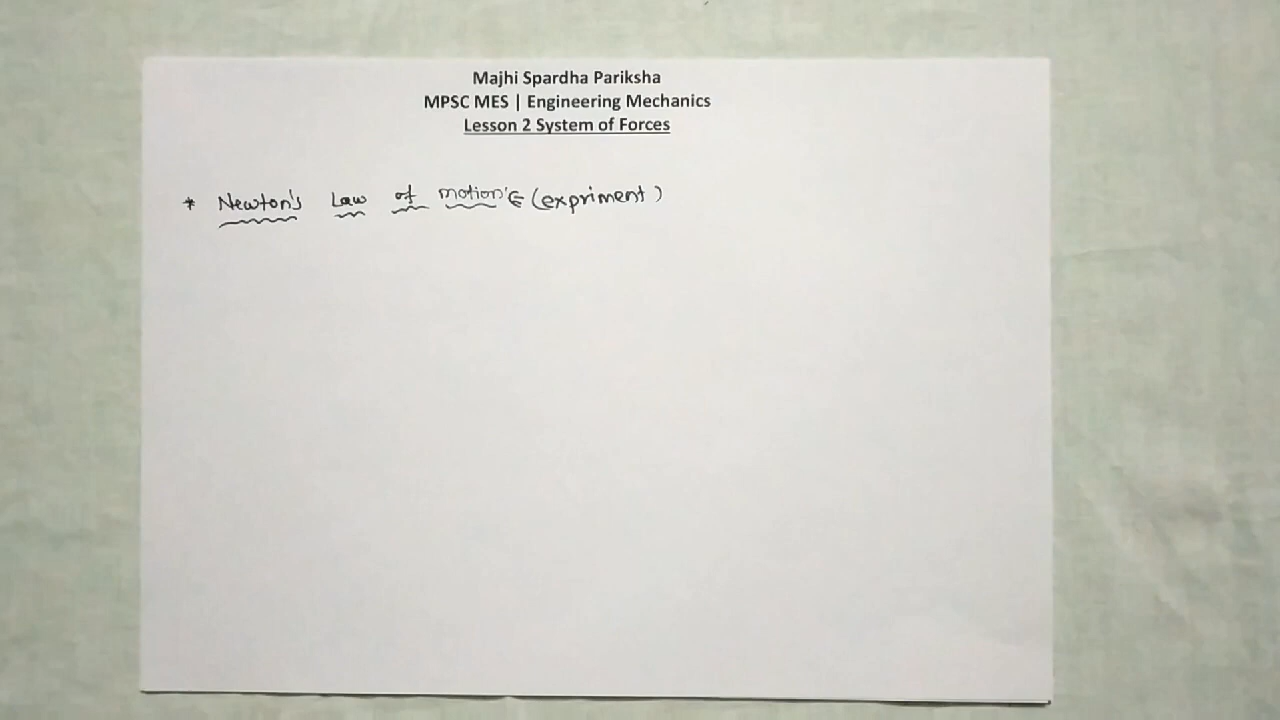 Majhi Spardha Pariksha
MPSC MES | Engineering Mechanics
Lesson 2 System of Forces
* Newton's Law of motion's (expriment)